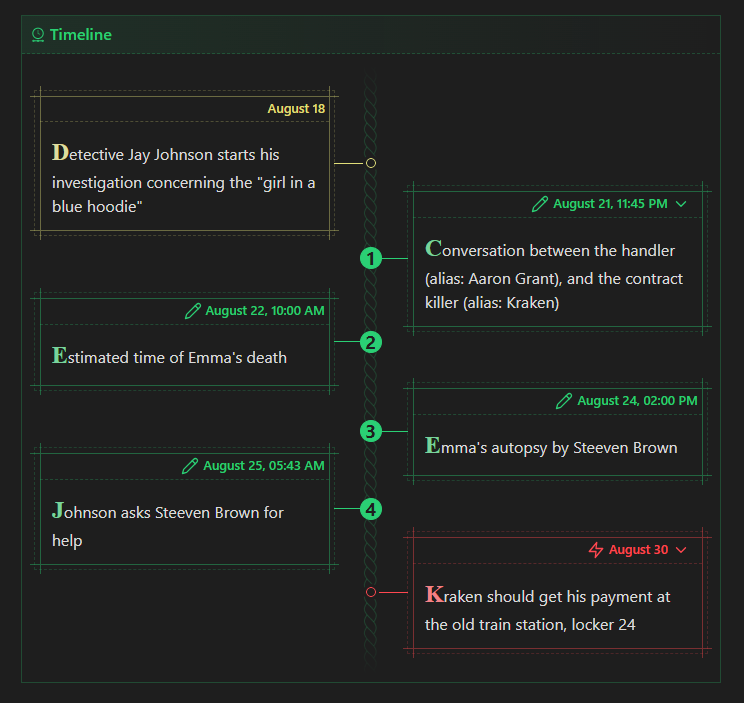 Timeline
August 18
Detective Jay Johnson starts his
investigation concerning the "girl in a
blue hoodie"
August 21, 11:45 PM
1
Conversation between the handler
(alias: Aaron Grant), and the contract
killer (alias: Kraken)
August 22, 10:00 AM
2
Estimated time of Emma's death
August 24, 02:00 PM
3
Emma's autopsy by Steeven Brown
August 25, 05:43 AM
4
Johnson asks Steeven Brown for
help
August 30
Kraken should get his payment at
the old train station, locker 24